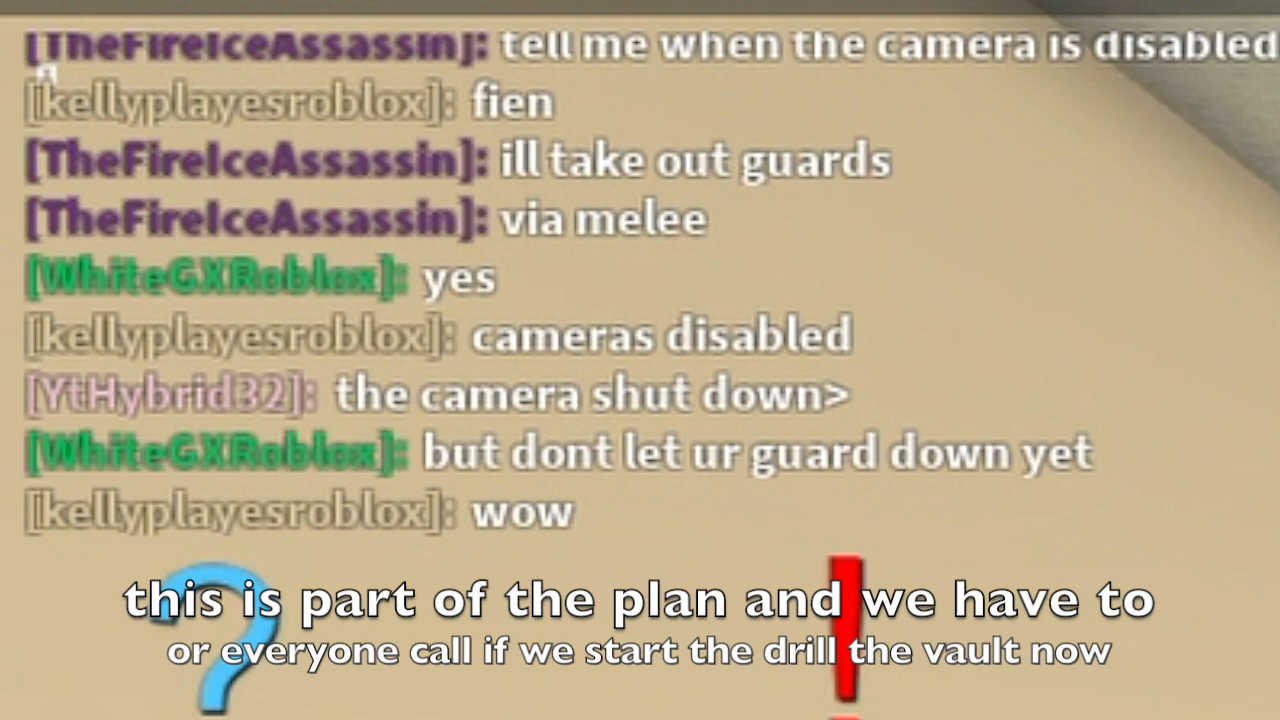 [TheFireIceAssassin]: tell me when the camera is disabled
[kellyplayesroblox]: fien
[TheFireIceAssassin]: ill take out guards
[TheFireIceAssassin]: via melee
[WhiteGXRoblox]: yes
[kellyplayesroblox]: cameras disabled
[YtHybrid32]: the camera shut down>
[WhiteGXRoblox]: but dont let ur guard down yet
[kellyplayesroblox]: wow
? !
this is part of the plan and we have to
or everyone call if we start the drill the vault now